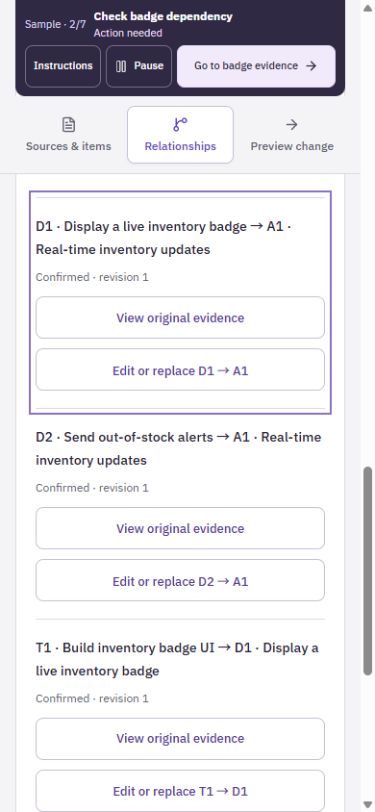 Sample · 2/7
Check badge dependency
Action needed
Instructions
Pause
Go to badge evidence →
Sources & items
Relationships
Preview change
D1 · Display a live inventory badge → A1 ·
Real-time inventory updates
Confirmed · revision 1
View original evidence
Edit or replace D1 → A1
D2 · Send out-of-stock alerts → A1 · Real-time
inventory updates
Confirmed · revision 1
View original evidence
Edit or replace D2 → A1
T1 · Build inventory badge UI → D1 · Display a
live inventory badge
Confirmed · revision 1
View original evidence
Edit or replace T1 → D1